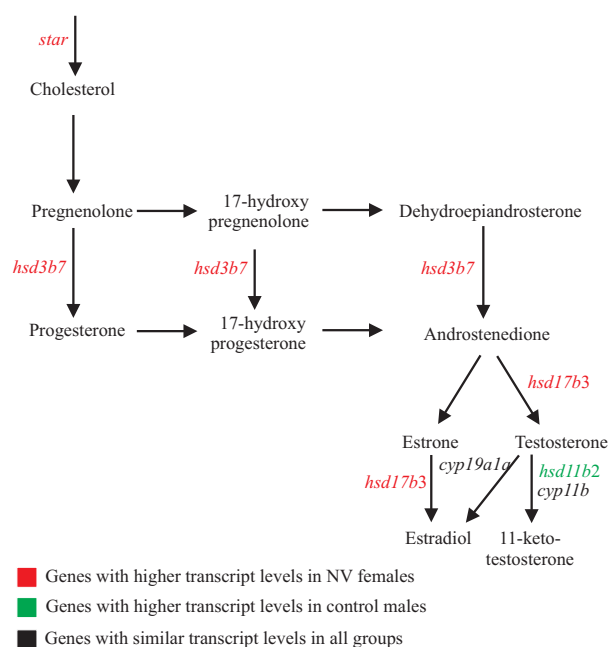 star
Cholesterol
Pregnenolone
17-hydroxy
pregnenolone
Dehydroepiandrosterone
hsd3b7
hsd3b7
hsd3b7
Progesterone
17-hydroxy
progesterone
Androstenedione
hsd17b3
Estrone
Testosterone
cyp19a1a
hsd11b2
hsd17b3
cyp11b
Estradiol
11-keto-
testosterone
Genes with higher transcript levels in NV females
Genes with higher transcript levels in control males
Genes with similar transcript levels in all groups